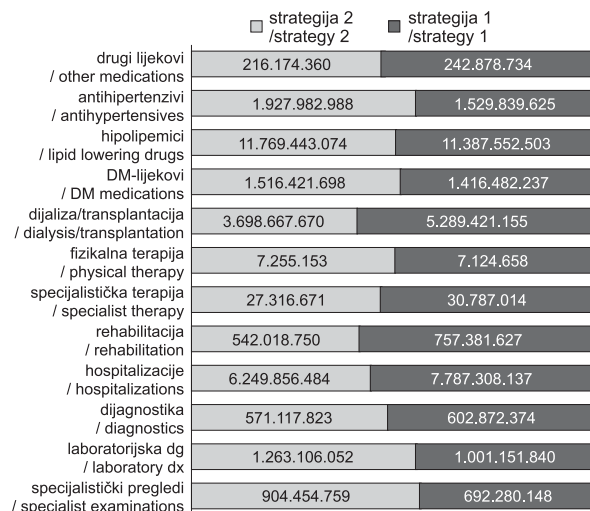 strategija 2
/strategy 2
strategija 1
/strategy 1
drugi lijekovi
/ other medications
216.174.360
242.878.734
antihipertenzivi
/ antihypertensives
1.927.982.988
1.529.839.625
hipolipemici
/ lipid lowering drugs
11.769.443.074
11.387.552.503
DM-lijekovi
/ DM medications
1.516.421.698
1.416.482.237
dijaliza/transplantacija
/ dialysis/transplantation
3.698.667.670
5.289.421.155
fizikalna terapija
/ physical therapy
7.255.153
7.124.658
specijalistička terapija
/ specialist therapy
27.316.671
30.787.014
rehabilitacija
/ rehabilitation
542.018.750
757.381.627
hospitalizacije
/ hospitalizations
6.249.856.484
7.787.308.137
dijagnostika
/ diagnostics
571.117.823
602.872.374
laboratorijska dg
/ laboratory dx
1.263.106.052
1.001.151.840
specijalistički pregledi
/ specialist examinations
904.454.759
692.280.148